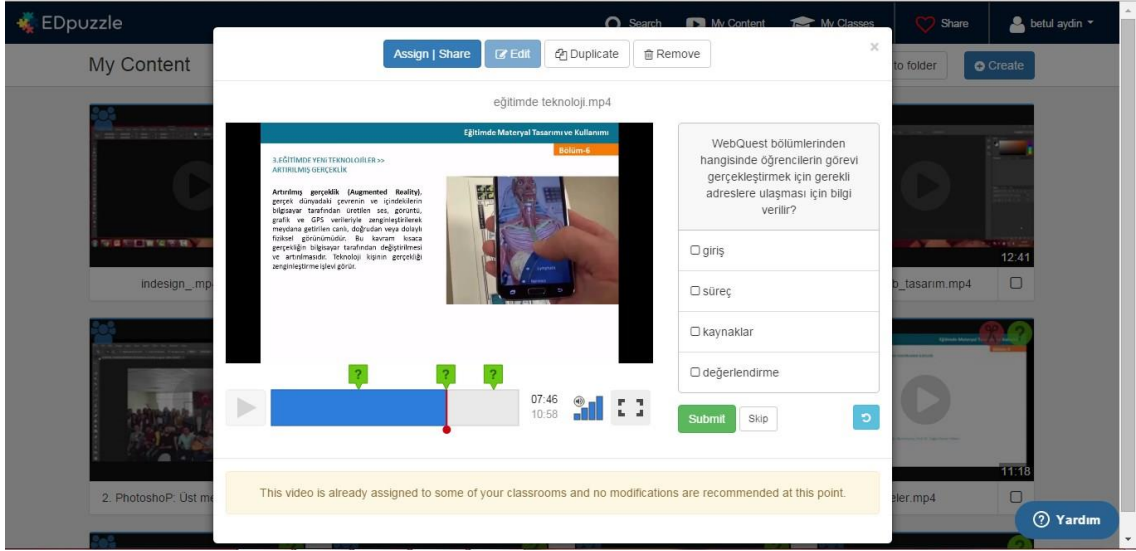 EDpuzzle
Search
My Content
My Classes
Share
betul aydin
My Content
to folder
Create
Assign | Share
Edit
Duplicate
Remove
×
eğitimde teknoloji.mp4
Eğitimde Materyal Tasarımı ve Kullanımı
Bölüm-6
3.EĞİTİMDE YENİ TEKNOLOJİLER >>
ARTIRILMIŞ GERÇEKLİK
Artırılmış gerçeklik (Augmented Reality),
gerçek dünyadaki çevrenin ve içindekilerin
bilgisayar tarafından üretilen ses, görüntü,
grafik ve GPS verileriyle zenginleştirilerek
meydana getirilen canlı, doğrudan veya dolaylı
fiziksel görünümüdür. Bu kavram kısaca
gerçekliğin bilgisayar tarafından değiştirilmesi
ve artırılmasıdır. Teknoloji kişinin gerçekliği
zenginleştirme işlevi görür.
WebQuest bölümlerinden
hangisinde öğrencilerin görevi
gerçekleştirmek için gerekli
adreslere ulaşması için bilgi
verilir?
giriş
süreç
kaynaklar
değerlendirme
Submit
Skip
? ? ?
07:46
10:58
This video is already assigned to some of your classrooms and no modifications are recommended at this point.
indesign_.mp
12:41
b_tasarım.mp4
2. PhotoshoP: Üst me
11:18
eler.mp4
? Yardım